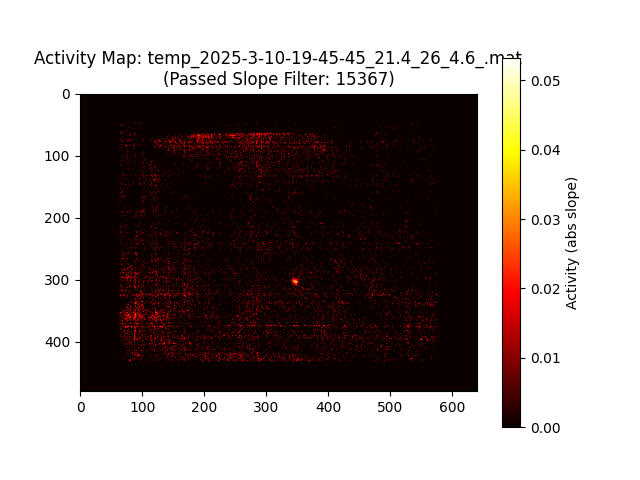 Activity Map: temp_2025-3-10-19-45-45_21.4_26_4.6_.mat
(Passed Slope Filter: 15367)
0
100
200
300
400
0 100 200 300 400 500 600
0.05
0.04
0.03
0.02
0.01
0.00
Activity (abs slope)